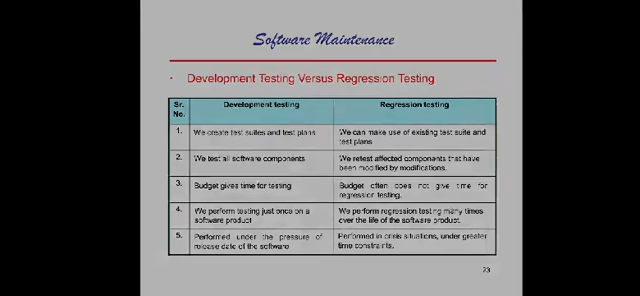 Software Maintenance
• Development Testing Versus Regression Testing
Sr. No. Development testing Regression testing
1. We create test suites and test plans We can make use of existing test suite and test plans
2. We test all software components We retest affected components that have been modified by modifications.
3. Budget gives time for testing Budget often does not give time for regression testing.
4. We perform testing just once on a software product We perform regression testing many times over the life of the software product.
5. Performed under the pressure of release date of the software Performed in crisis situations, under greater time constraints.
23